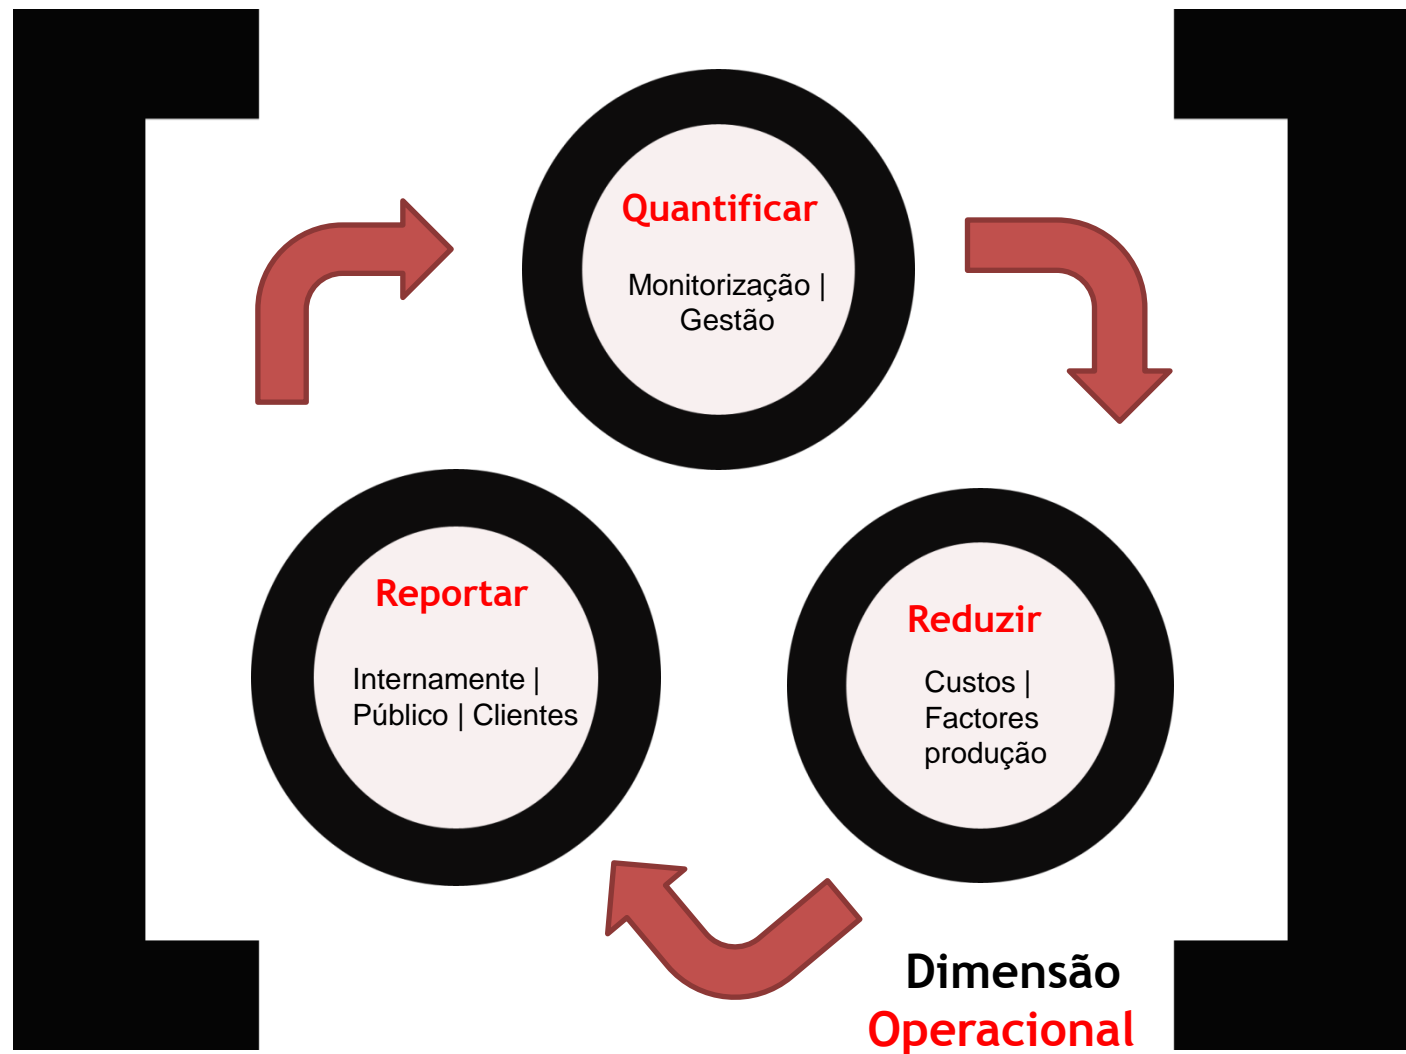 Quantificar
Monitorização |
Gestão
Reportar
Internamente |
Público | Clientes
Reduzir
Custos |
Factores
produção
Dimensão
Operacional